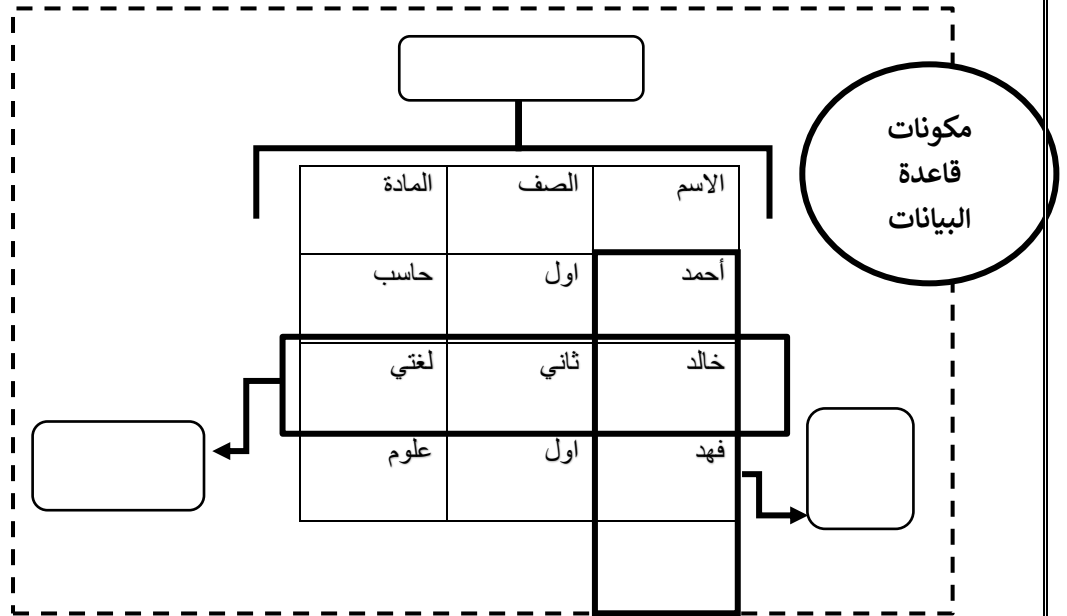 مكونات
قاعدة
البيانات
الاسم الصف المادة
أحمد اول حاسب
خالد ثاني لغتي
فهد اول علوم